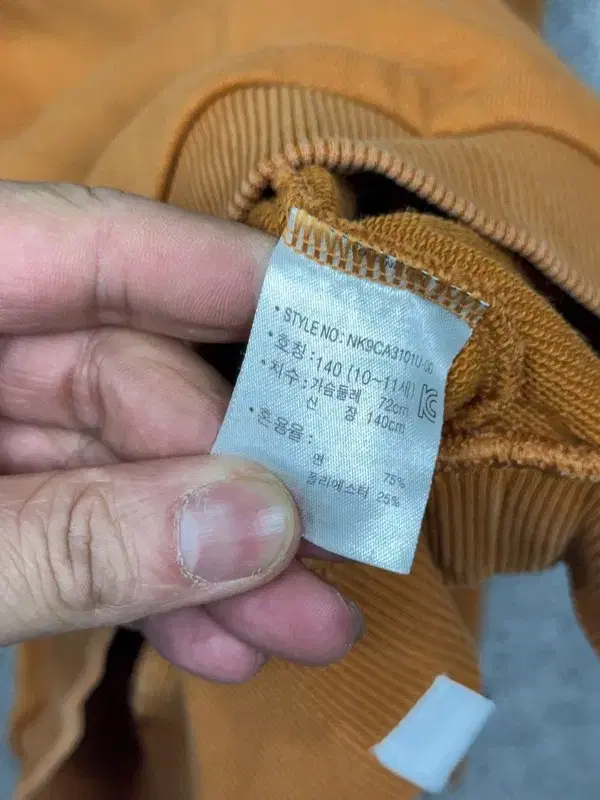 • STYLE NO: NK9CA3101U-00
• 호칭 : 140 (10~11세)
• 치수 : 가슴둘레 72cm
신 장 140cm
• 혼용율 :
면 75%
폴리에스터 25%